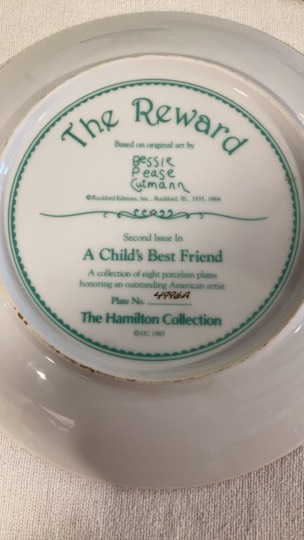 The Reward
Based on original art by
Bessie
Pease
Gutmann
©Rockford Editions, Inc., Rockford, Ill., 1935, 1984
Second Issue In
A Child's Best Friend
A collection of eight porcelain plates
honoring an outstanding American artist
Plate No. 4996A
The Hamilton Collection
©HC 1985